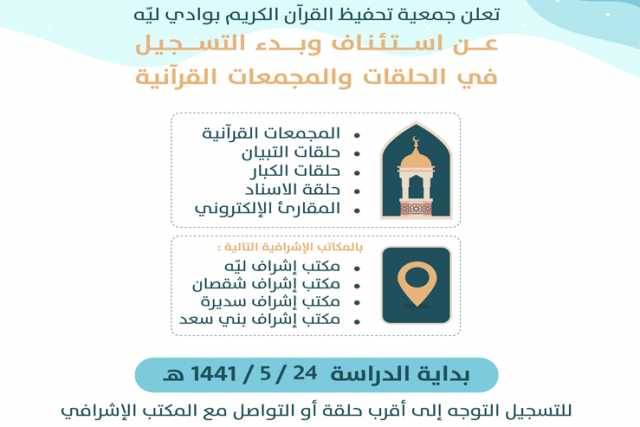 تعلن جمعية تحفيظ القرآن الكريم بوادي ليّه
عـن اسـتئناف وبـدء التسـجيل
في الحلقات والمجمعات القرآنية
• المجمعات القرآنية
• حلقات التبيان
• حلقات الكبار
• حلقة الاسناد
• المقارئ الإلكتروني
بالمكاتب الإشرافية التالية :
• مكتب إشراف ليّه
• مكتب إشراف شقصان
• مكتب إشراف سديرة
• مكتب إشراف بني سعد
بداية الدراسة 24 / 5 / 1441 هـ
للتسجيل التوجه إلى أقرب حلقة أو التواصل مع المكتب الإشرافي